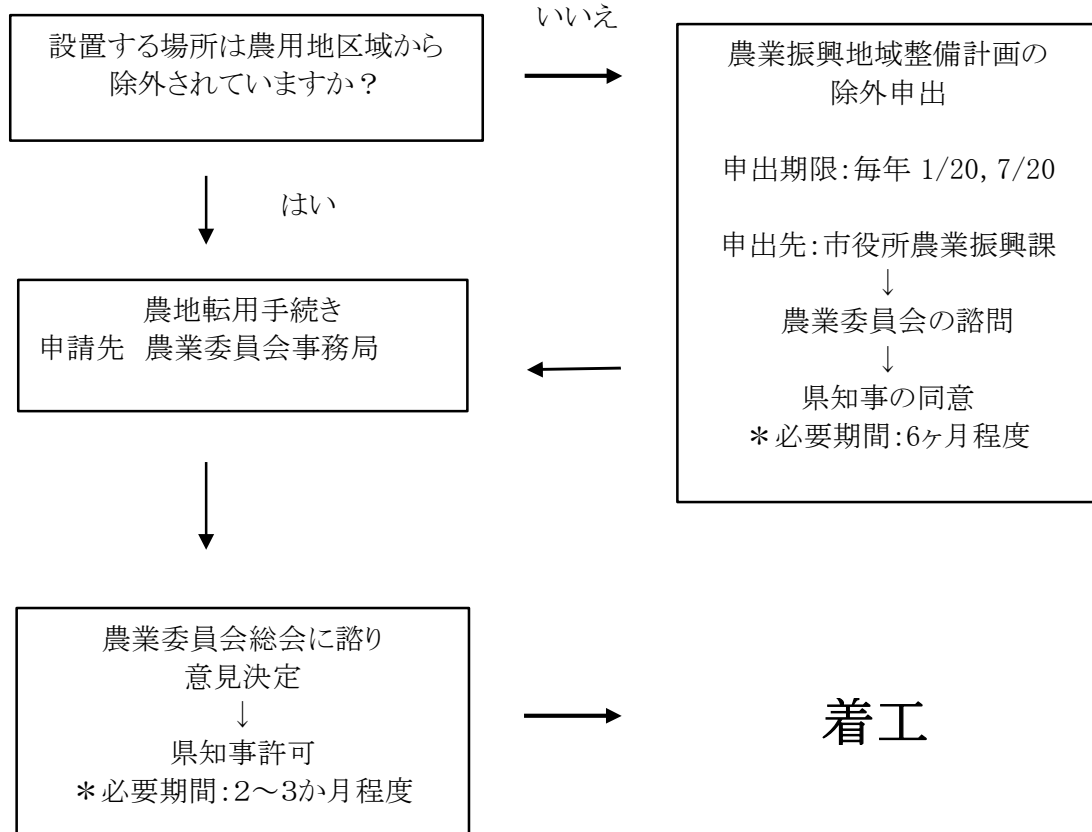 設置する場所は農用地区域から
除外されていますか？
いいえ
農業振興地域整備計画の
除外申出
申出期限：毎年 1/20, 7/20
申出先：市役所農業振興課
↓
農業委員会の諮問
↓
県知事の同意
＊必要期間：6ヶ月程度
はい
農地転用手続き
申請先　農業委員会事務局
農業委員会総会に諮り
意見決定
↓
県知事許可
＊必要期間：２～３か月程度
着工